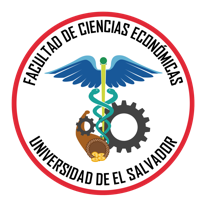 FACULTAD DE CIENCIAS ECONÓMICAS
UNIVERSIDAD DE EL SALVADOR